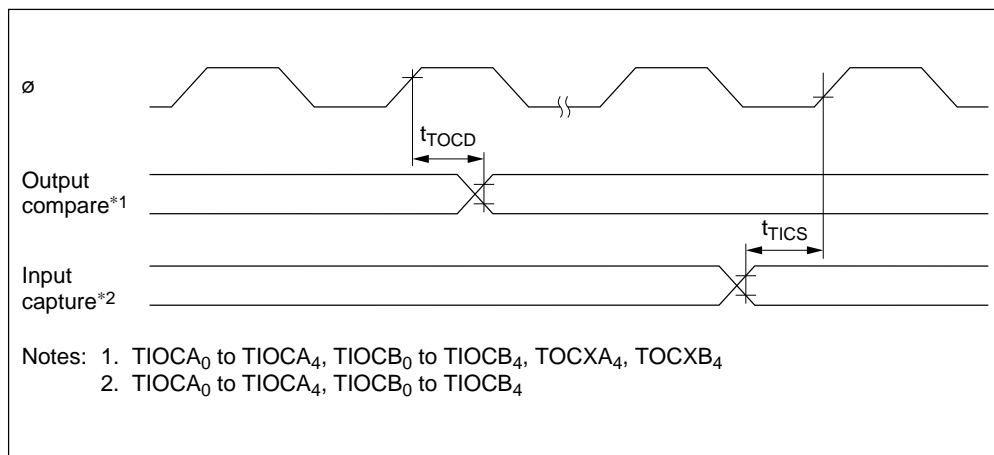 ø
tTOCD
Output
compare*1
tTICS
Input
capture*2
Notes: 1. TIOCA0 to TIOCA4, TIOCB0 to TIOCB4, TOCXA4, TOCXB4
2. TIOCA0 to TIOCA4, TIOCB0 to TIOCB4